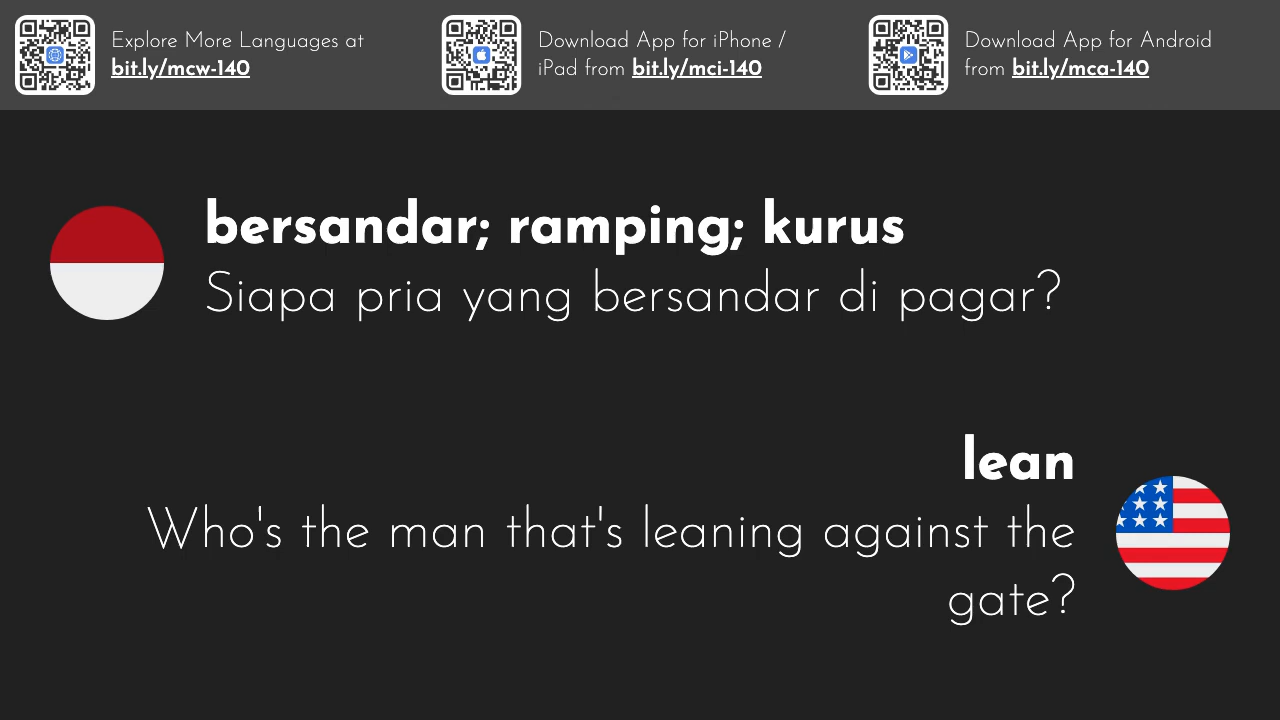 Explore More Languages at
bit.ly/mcw-140
Download App for iPhone /
iPad from bit.ly/mci-140
Download App for Android
from bit.ly/mca-140
bersandar; ramping; kurus
Siapa pria yang bersandar di pagar?
lean
Who's the man that's leaning against the
gate?